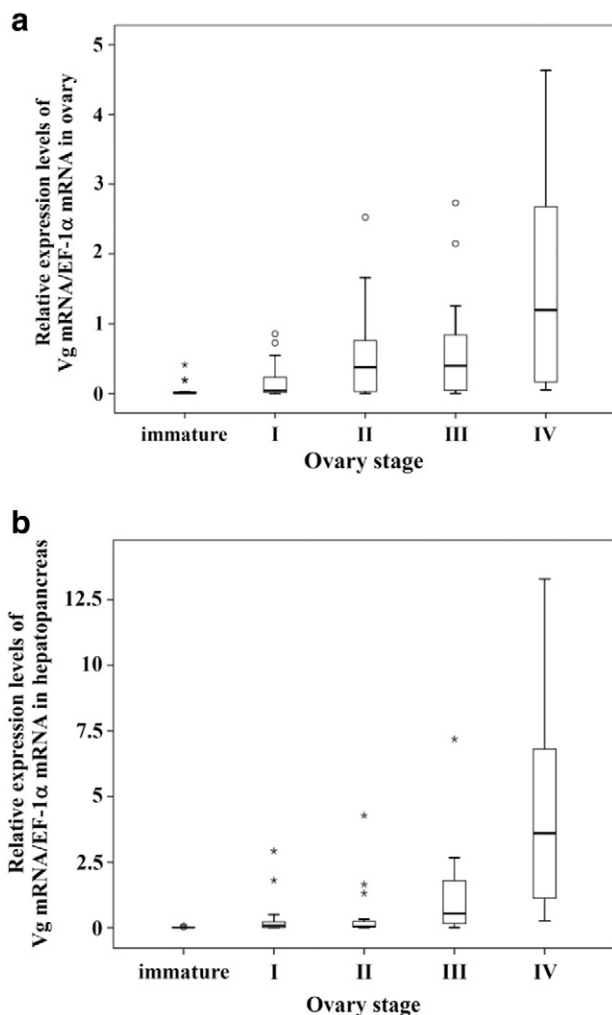 a
Relative expression levels of
Vg mRNA/EF-1α mRNA in ovary
5
4
3
2
1
0
immature I II III IV
Ovary stage
b
Relative expression levels of
Vg mRNA/EF-1α mRNA in hepatopancreas
12.5
10
7.5
5
2.5
0
immature I II III IV
Ovary stage